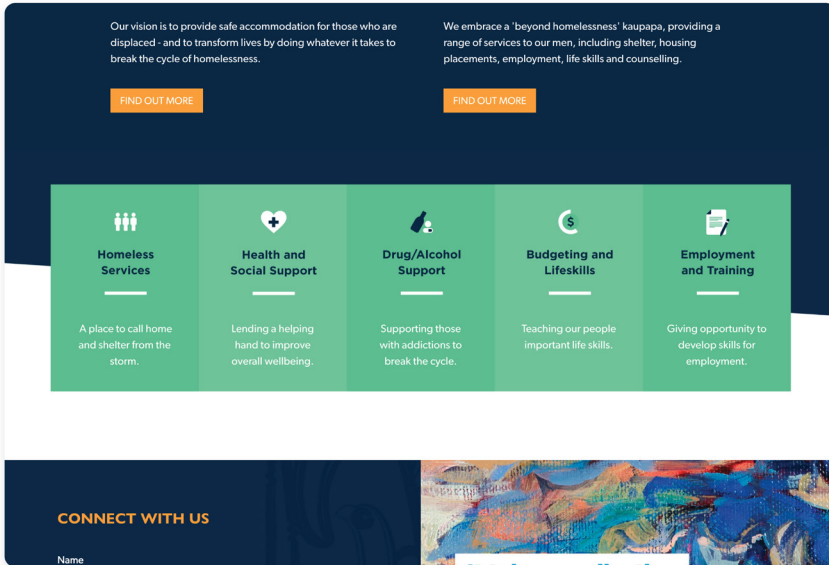 Our vision is to provide safe accommodation for those who are
displaced - and to transform lives by doing whatever it takes to
break the cycle of homelessness.
FIND OUT MORE
We embrace a 'beyond homelessness' kaupapa, providing a
range of services to our men, including shelter, housing
placements, employment, life skills and counselling.
FIND OUT MORE
Homeless
Services
A place to call home
and shelter from the
storm.
Health and
Social Support
Lending a helping
hand to improve
overall wellbeing.
Drug/Alcohol
Support
Supporting those
with addictions to
break the cycle.
Budgeting and
Lifeskills
$
Teaching our people
important life skills.
Employment
and Training
Giving opportunity to
develop skills for
employment.
CONNECT WITH US
Name